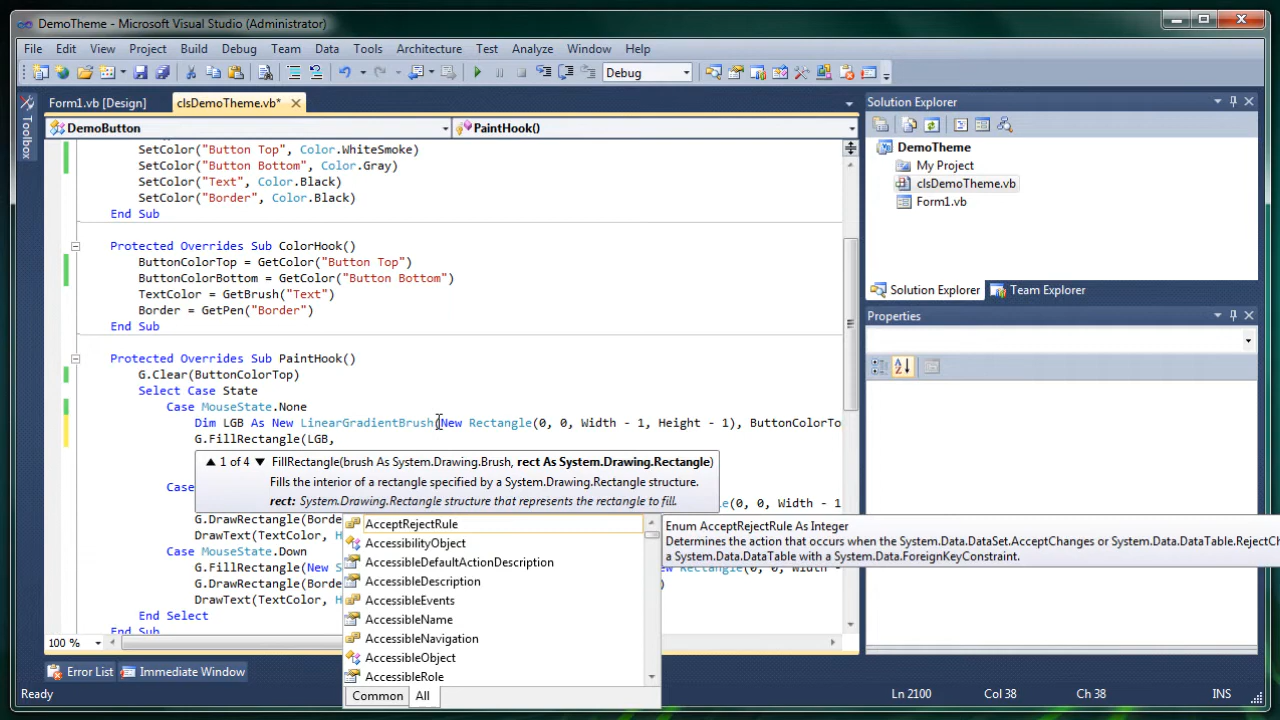 DemoTheme - Microsoft Visual Studio (Administrator)
File Edit View Project Build Debug Team Data Tools Architecture Test Analyze Window Help
Debug
Form1.vb [Design] clsDemoTheme.vb*
Toolbox
DemoButton PaintHook()
SetColor("Button Top", Color.WhiteSmoke)
SetColor("Button Bottom", Color.Gray)
SetColor("Text", Color.Black)
SetColor("Border", Color.Black)
End Sub
Protected Overrides Sub ColorHook()
ButtonColorTop = GetColor("Button Top")
ButtonColorBottom = GetColor("Button Bottom")
TextColor = GetBrush("Text")
Border = GetPen("Border")
End Sub
Protected Overrides Sub PaintHook()
G.Clear(ButtonColorTop)
Select Case State
Case MouseState.None
Dim LGB As New LinearGradientBrush(New Rectangle(0, 0, Width - 1, Height - 1), ButtonColorTo
G.FillRectangle(LGB,
1 of 4 FillRectangle(brush As System.Drawing.Brush, rect As System.Drawing.Rectangle)
Fills the interior of a rectangle specified by a System.Drawing.Rectangle structure.
rect: System.Drawing.Rectangle structure that represents the rectangle to fill.
Case
(0, 0, Width - 1
G.DrawRectangle(Borde
DrawText(TextColor, H
Case MouseState.Down
G.FillRectangle(New S
Rectangle(0, 0, Width -
G.DrawRectangle(Borde
DrawText(TextColor, H
End Select
End Sub
AcceptRejectRule
AccessibilityObject
AccessibleDefaultActionDescription
AccessibleDescription
AccessibleEvents
AccessibleName
AccessibleNavigation
AccessibleObject
AccessibleRole
Common All
Enum AcceptRejectRule As Integer
Determines the action that occurs when the System.Data.DataSet.AcceptChanges or System.Data.DataTable.RejectCh
a System.Data.DataTable with a System.Data.ForeignKeyConstraint.
100 %
Solution Explorer
DemoTheme
My Project
clsDemoTheme.vb
Form1.vb
Solution Explorer Team Explorer
Properties
Error List Immediate Window
Ready Ln 2100 Col 38 Ch 38 INS